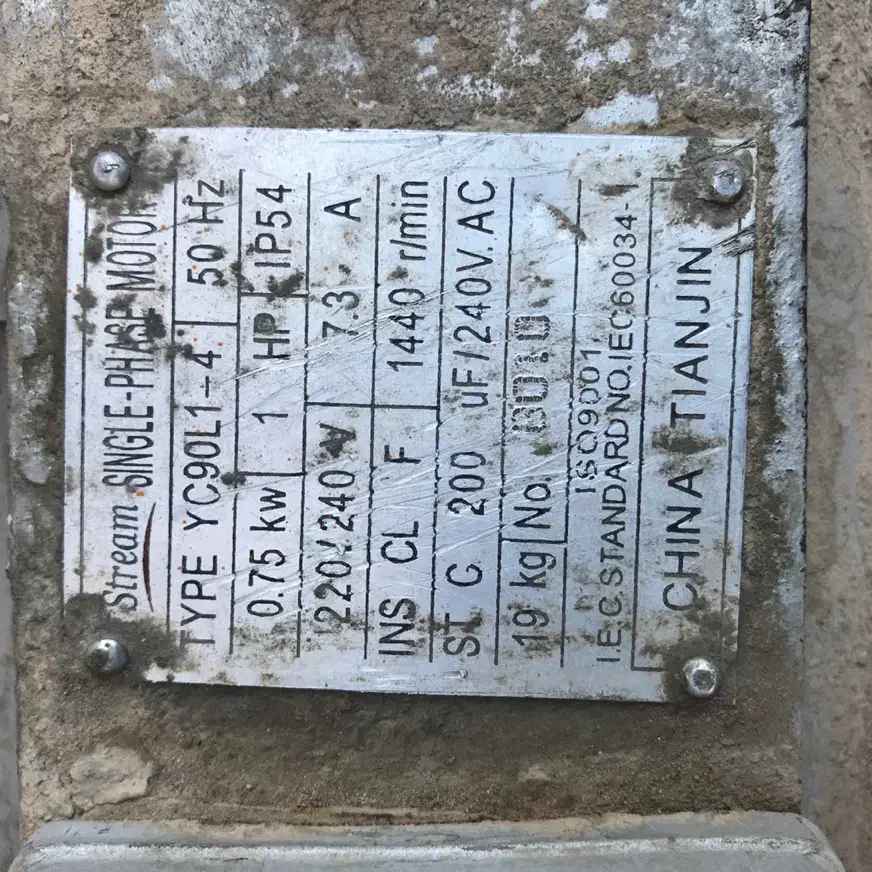 Stream SINGLE-PHASE MOTOR
TYPE YC90L1-4 50 Hz
0.75 kw 1 HP IP54
220/240 V 7.3 A
INS CL F 1440 r/min
ST C 200 uF/240V.AC
19 kg No.
ISO9001,
I.E.C.STANDARD NO.IEC60034-1
CHINA TIANJIN